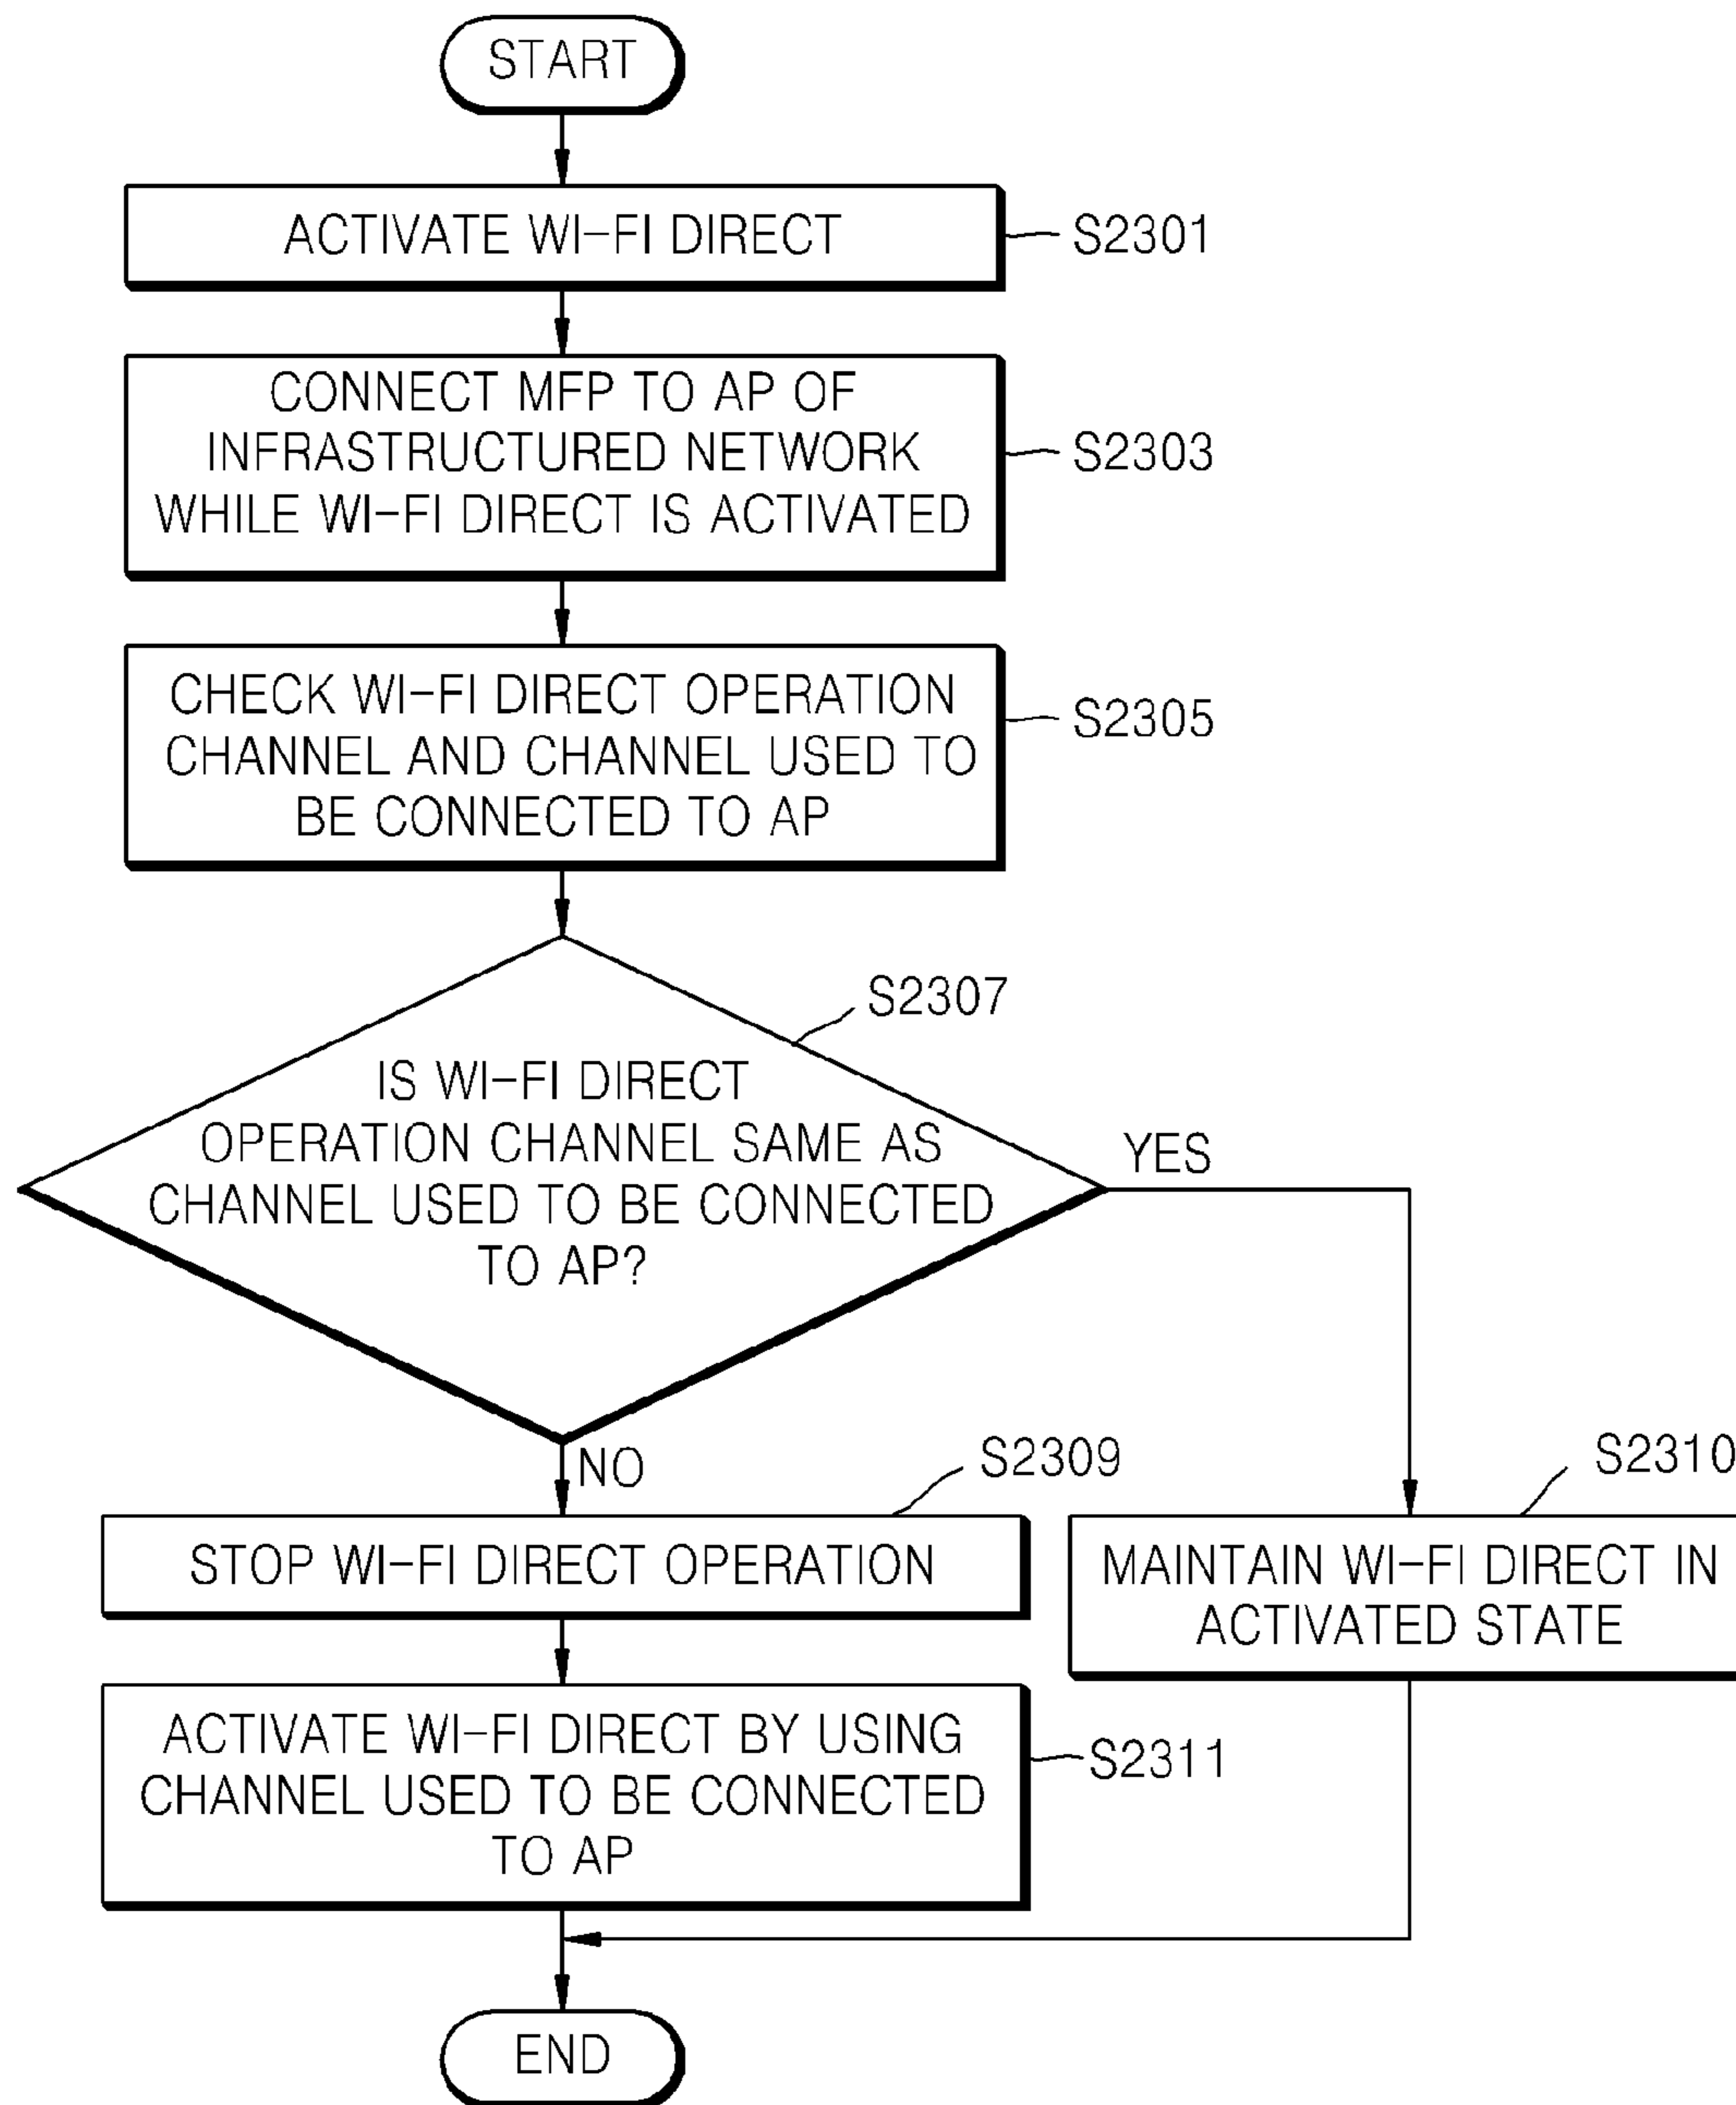 START
ACTIVATE WI-FI DIRECT
S2301
CONNECT MFP TO AP OF
INFRASTRUCTURED NETWORK
WHILE WI-FI DIRECT IS ACTIVATED
S2303
CHECK WI-FI DIRECT OPERATION
CHANNEL AND CHANNEL USED TO
BE CONNECTED TO AP
S2305
S2307
IS WI-FI DIRECT
OPERATION CHANNEL SAME AS
CHANNEL USED TO BE CONNECTED
TO AP?
YES
NO
S2309
STOP WI-FI DIRECT OPERATION
S2310
MAINTAIN WI-FI DIRECT IN
ACTIVATED STATE
ACTIVATE WI-FI DIRECT BY USING
CHANNEL USED TO BE CONNECTED
TO AP
S2311
END